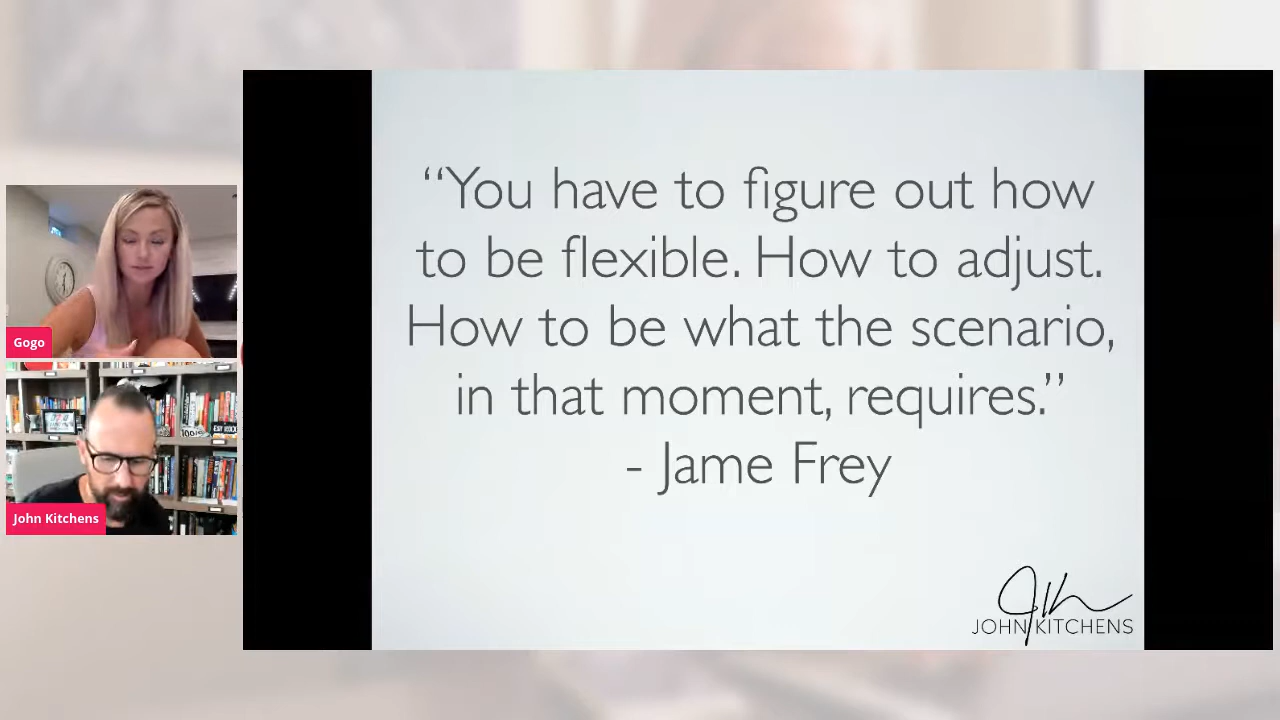 “You have to figure out how
to be flexible. How to adjust.
How to be what the scenario,
in that moment, requires.”
- Jame Frey
JOHN KITCHENS
Gogo
John Kitchens